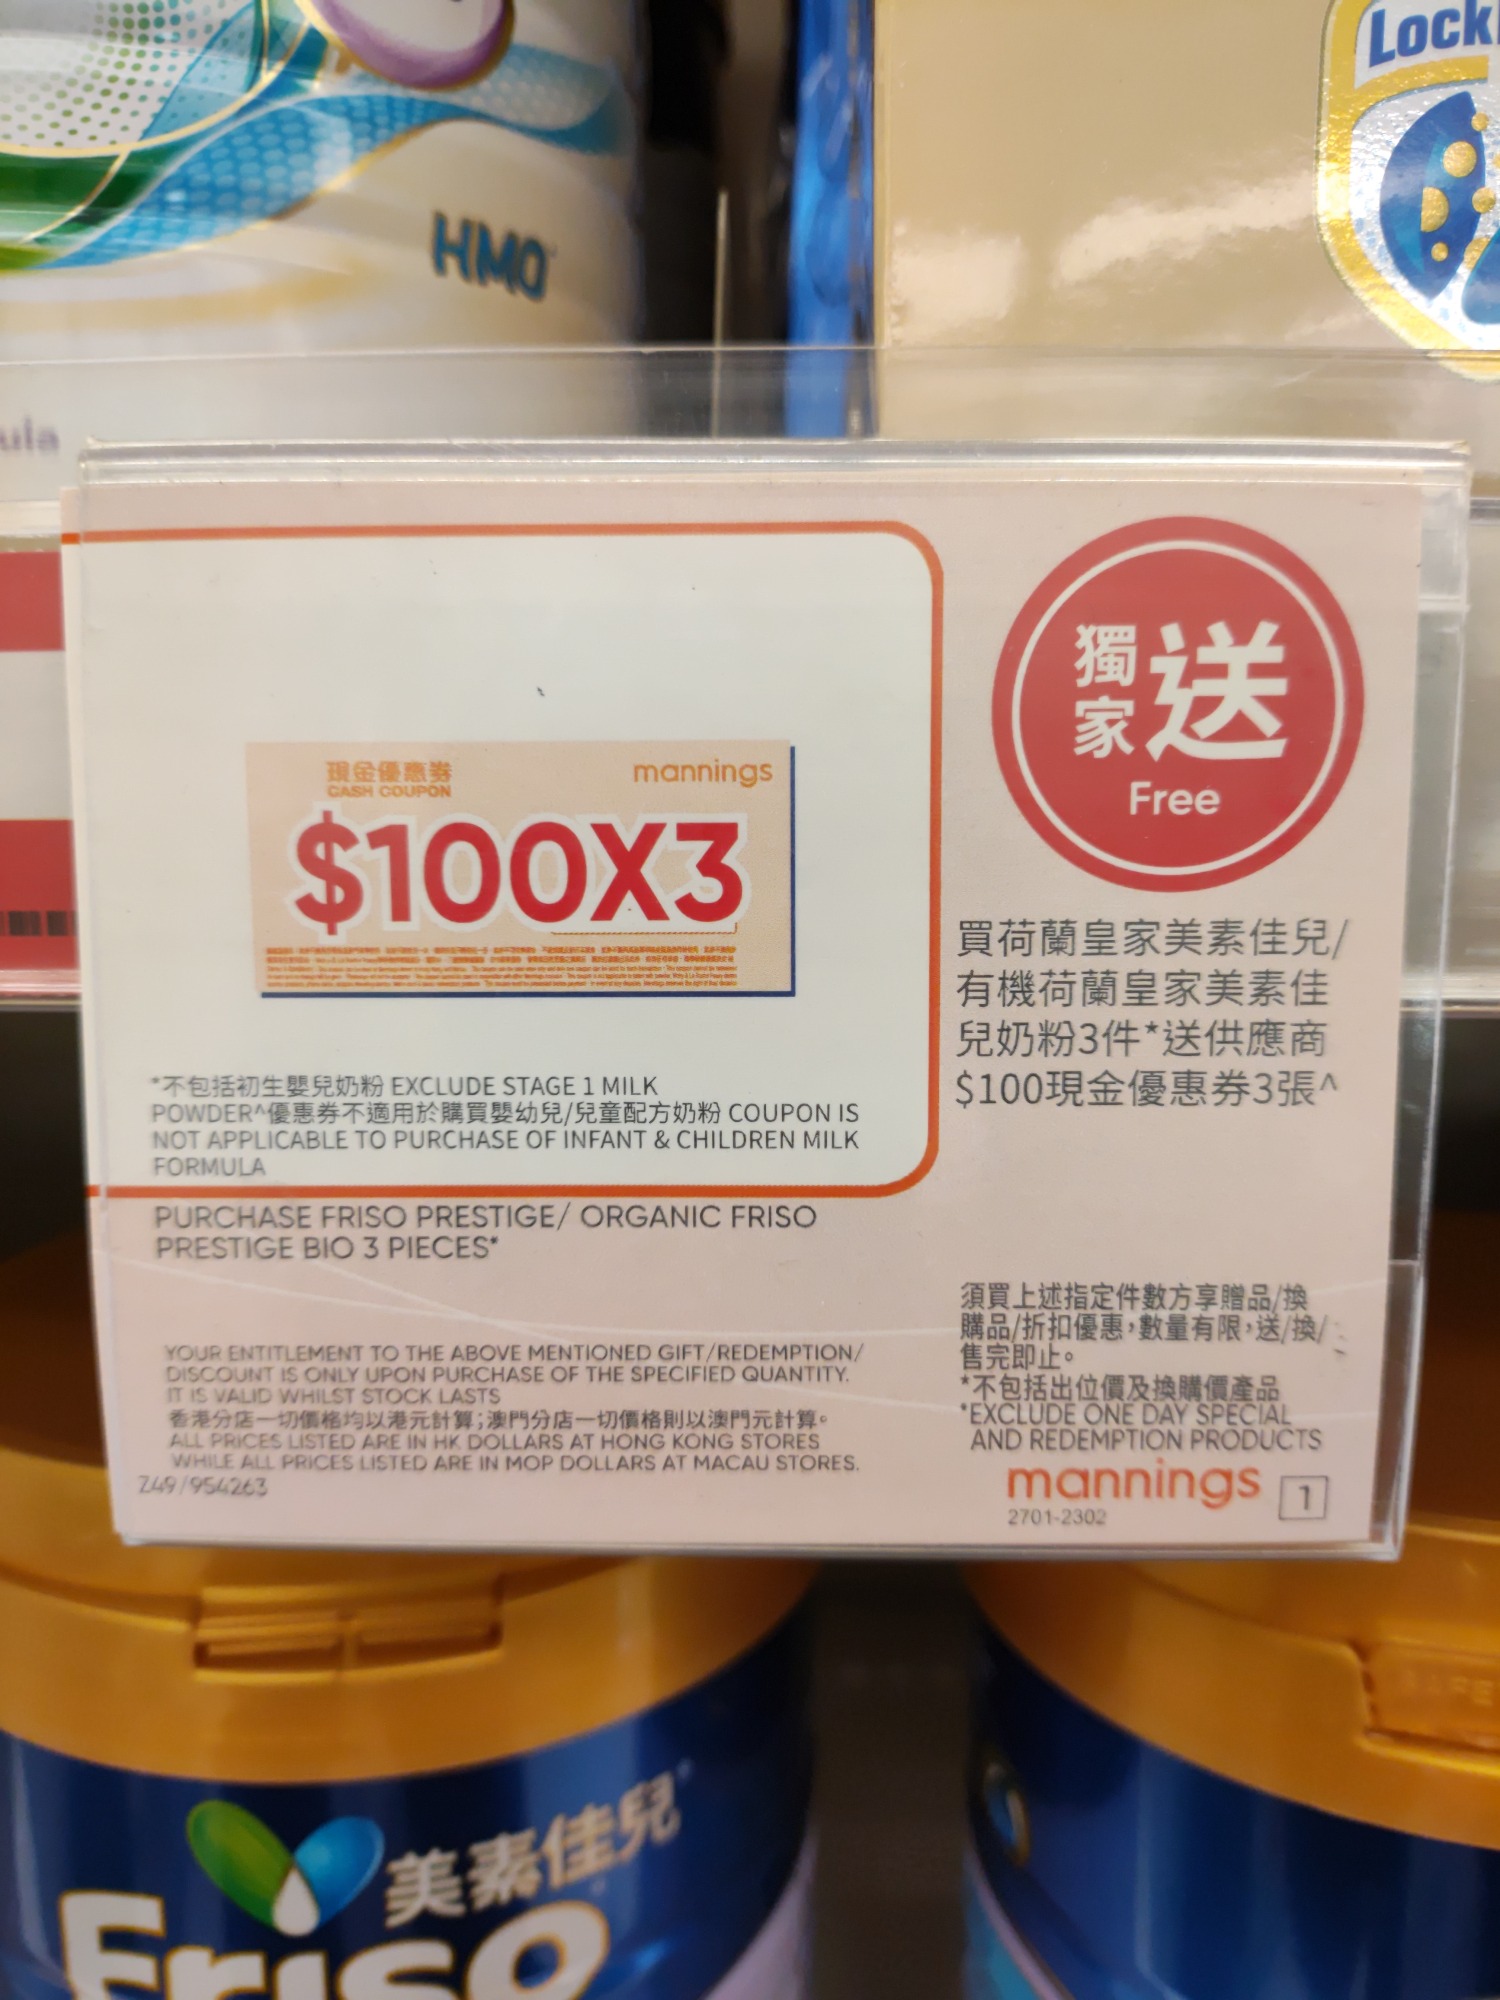 Lock
HMO
ula
獨家送
Free
現金優惠券
CASH COUPON
mannings
$100X3
買荷蘭皇家美素佳兒/
有機荷蘭皇家美素佳
兒奶粉3件*送供應商
$100現金優惠券3張^
*不包括初生嬰兒奶粉 EXCLUDE STAGE 1 MILK
POWDER^優惠券不適用於購買嬰幼兒/兒童配方奶粉 COUPON IS
NOT APPLICABLE TO PURCHASE OF INFANT & CHILDREN MILK
FORMULA
PURCHASE FRISO PRESTIGE/ ORGANIC FRISO
PRESTIGE BIO 3 PIECES*
YOUR ENTITLEMENT TO THE ABOVE MENTIONED GIFT/REDEMPTION/
DISCOUNT IS ONLY UPON PURCHASE OF THE SPECIFIED QUANTITY.
IT IS VALID WHILST STOCK LASTS
香港分店一切價格均以港元計算;澳門分店一切價格則以澳門元計算。
ALL PRICES LISTED ARE IN HK DOLLARS AT HONG KONG STORES
WHILE ALL PRICES LISTED ARE IN MOP DOLLARS AT MACAU STORES.
Z49/954263
須買上述指定件數方享贈品/換
購品/折扣優惠,數量有限,送/換/
售完即止。
*不包括出位價及換購價產品
*EXCLUDE ONE DAY SPECIAL
AND REDEMPTION PRODUCTS
mannings 1
2701-2302
美素佳兒
Friso